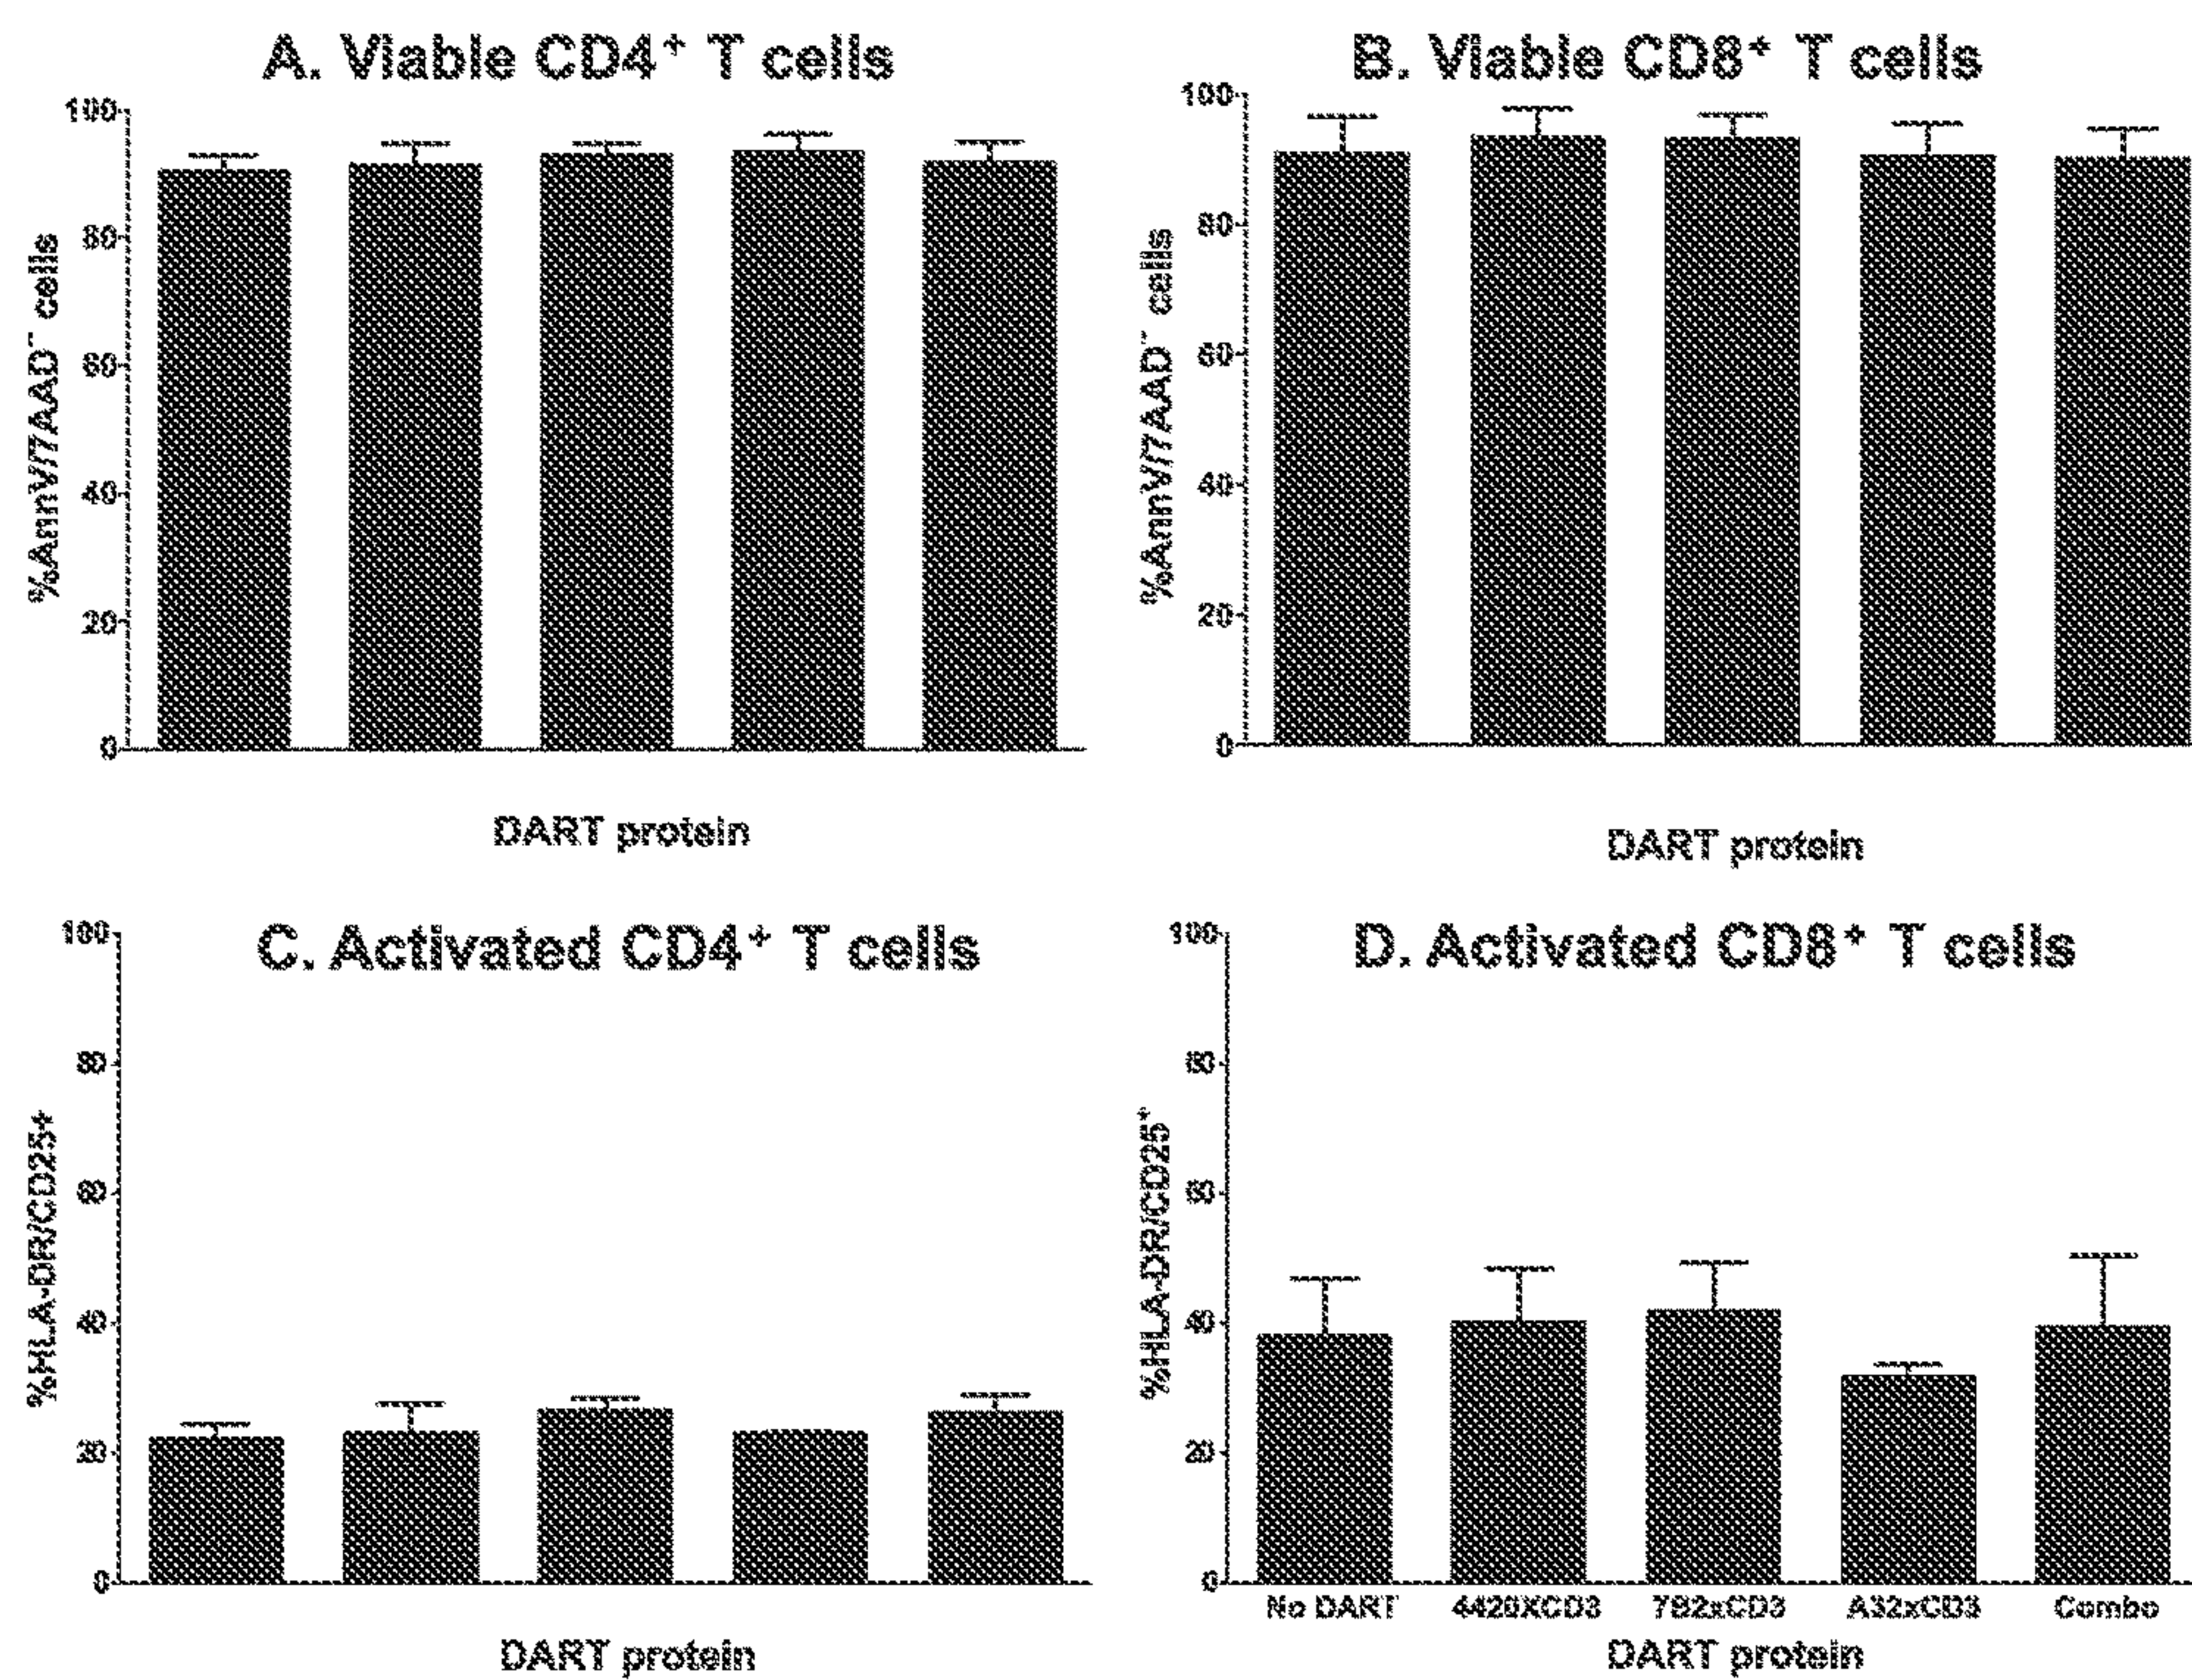 A. Viable CD4⁺ T cells
100
80
60
40
20
0
%AnnV/7AAD⁻ cells
DART protein
B. Viable CD8⁺ T cells
100
80
60
40
20
0
%AnnV/7AAD⁻ cells
DART protein
C. Activated CD4⁺ T cells
100
80
60
40
20
0
%HLA-DR/CD25+
DART protein
D. Activated CD8⁺ T cells
100
80
60
40
20
0
%HLA-DR/CD25⁺
No DART 4420XCD3 7B2xCD3 A32xCD3 Combo
DART protein